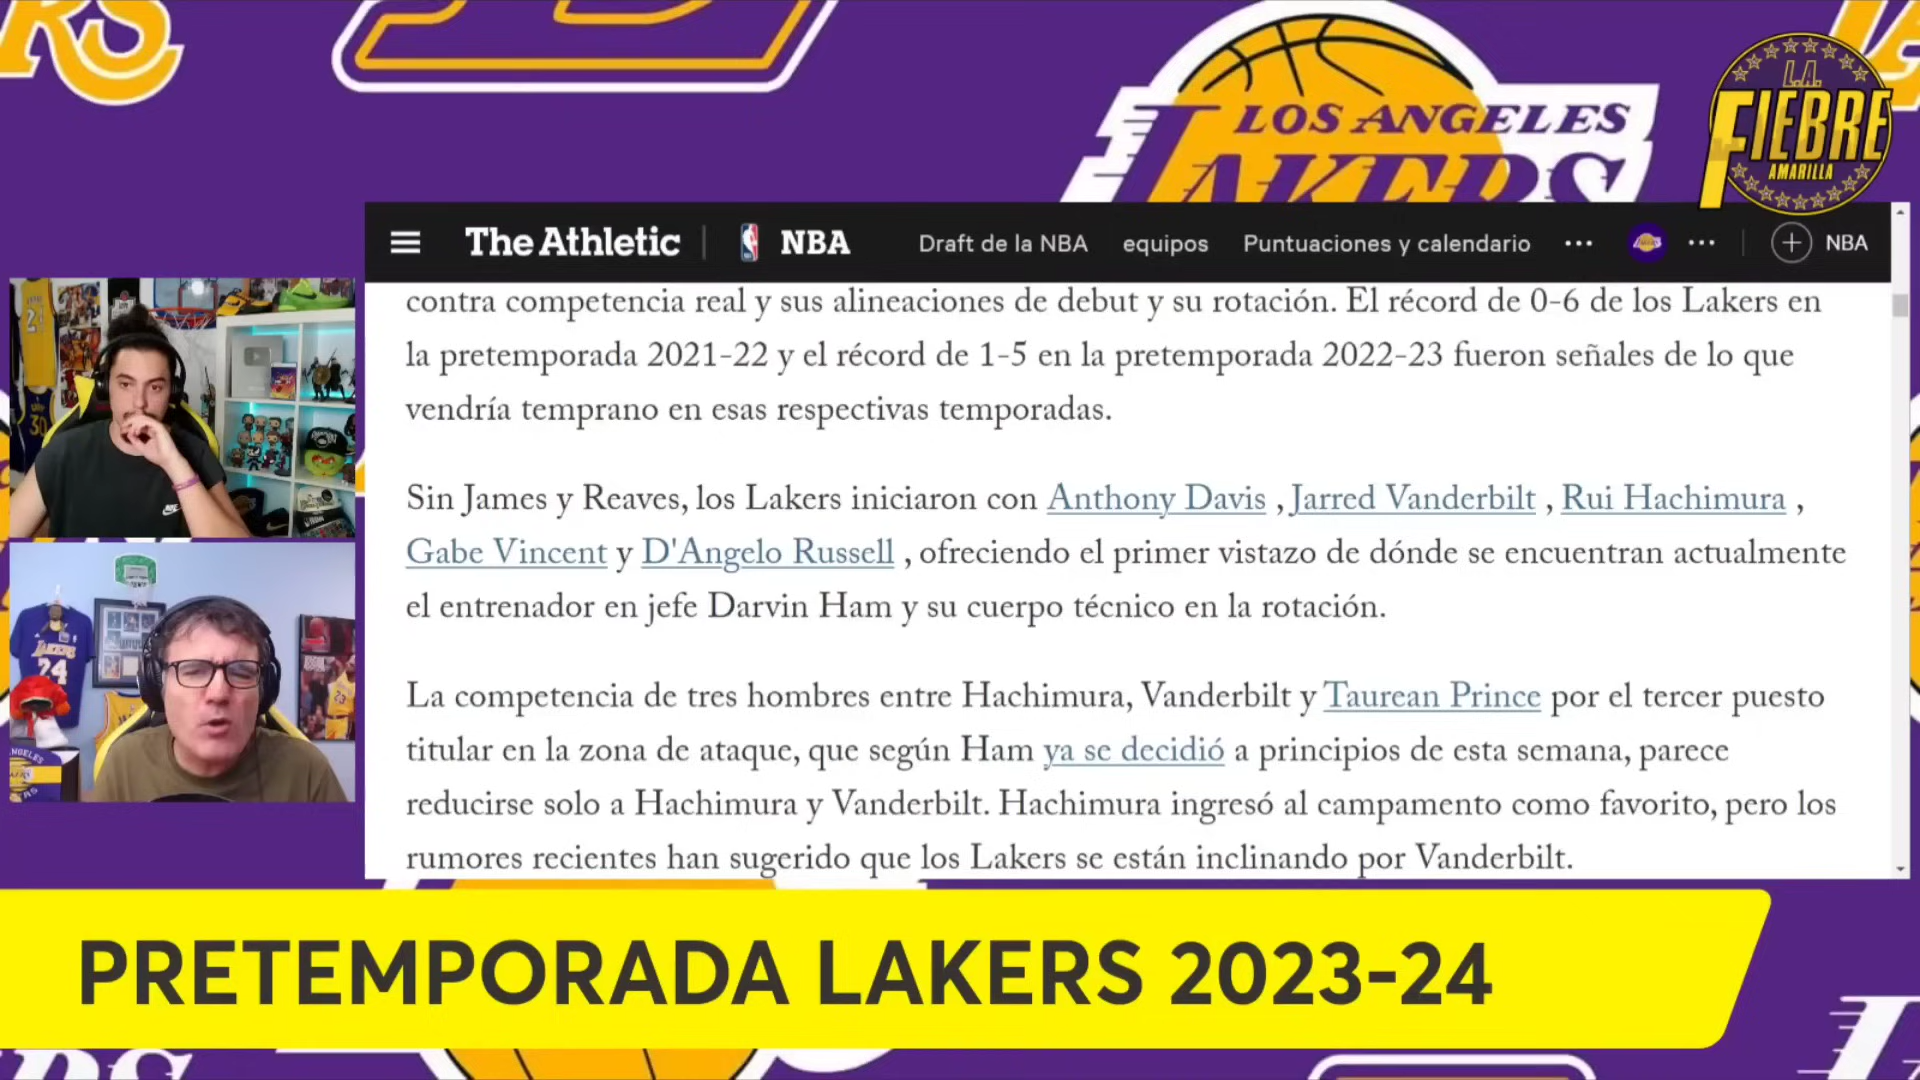 RS
LOS ANGELES
LAKERS
L.A.
FIEBRE
AMARILLA
The Athletic
NBA
Draft de la NBA
equipos
Puntuaciones y calendario
NBA
contra competencia real y sus alineaciones de debut y su rotación. El récord de 0-6 de los Lakers en
la pretemporada 2021-22 y el récord de 1-5 en la pretemporada 2022-23 fueron señales de lo que
vendría temprano en esas respectivas temporadas.
Sin James y Reaves, los Lakers iniciaron con Anthony Davis , Jarred Vanderbilt , Rui Hachimura ,
Gabe Vincent y D'Angelo Russell , ofreciendo el primer vistazo de dónde se encuentran actualmente
el entrenador en jefe Darvin Ham y su cuerpo técnico en la rotación.
La competencia de tres hombres entre Hachimura, Vanderbilt y Taurean Prince por el tercer puesto
titular en la zona de ataque, que según Ham ya se decidió a principios de esta semana, parece
reducirse solo a Hachimura y Vanderbilt. Hachimura ingresó al campamento como favorito, pero los
rumores recientes han sugerido que los Lakers se están inclinando por Vanderbilt.
24
30
LAKERS
24
23
PRETEMPORADA LAKERS 2023-24